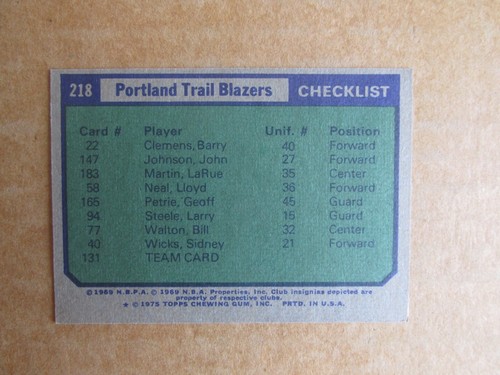 218 Portland Trail Blazers CHECKLIST
Card # Player Unif. # Position
22 Clemens, Barry 40 Forward
147 Johnson, John 27 Forward
183 Martin, LaRue 35 Center
58 Neal, Lloyd 36 Forward
165 Petrie, Geoff 45 Guard
94 Steele, Larry 15 Guard
77 Walton, Bill 32 Center
40 Wicks, Sidney 21 Forward
131 TEAM CARD
© 1969 N.B.P.A. © 1969 N.B.A. Properties, Inc. Club insignies depicted are
property of respective clubs.
★ © 1975 TOPPS CHEWING GUM, INC. PRTD. IN U.S.A.